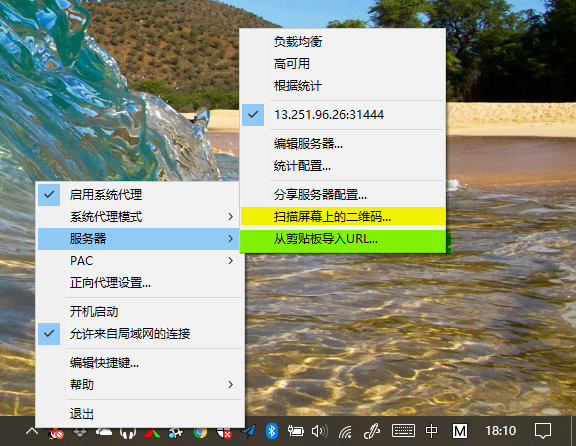 负载均衡
高可用
根据统计
13.251.96.26:31444
编辑服务器...
统计配置...
分享服务器配置...
扫描屏幕上的二维码...
从剪贴板导入URL...
启用系统代理
系统代理模式
服务器
PAC
正向代理设置...
开机启动
允许来自局域网的连接
编辑快捷键...
帮助
退出
中 M 18:10